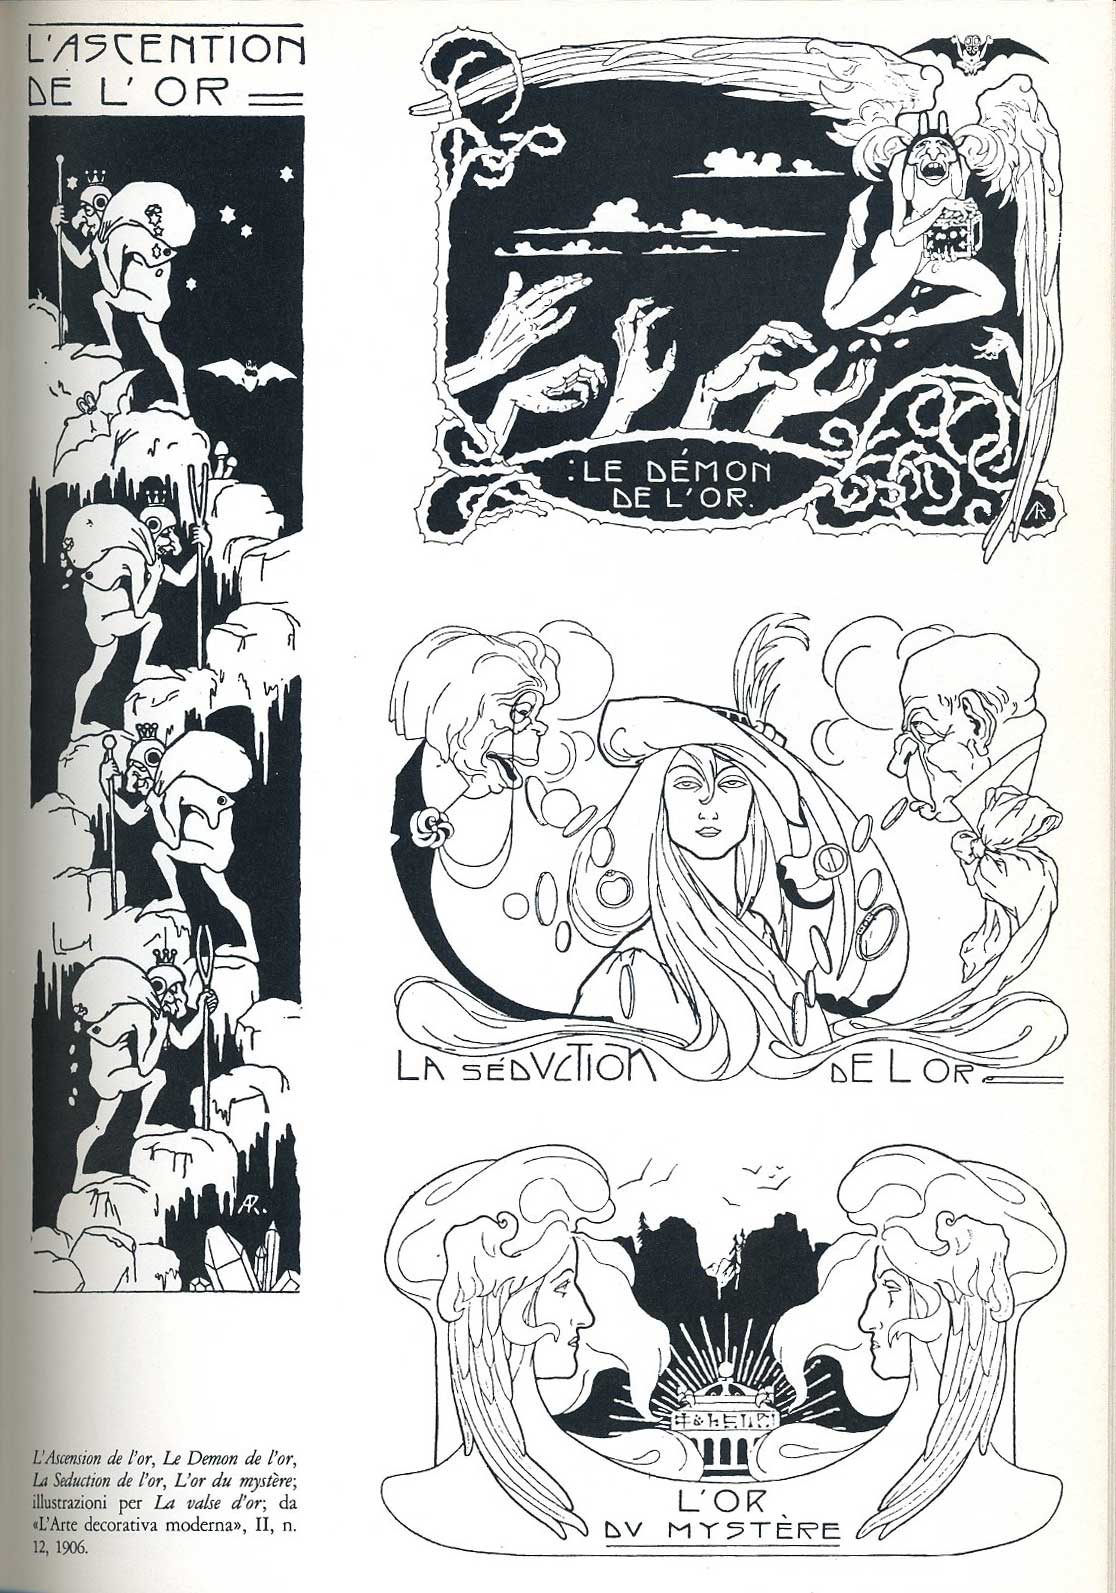 L'ASCENTION
DE L'OR
AR.
:LE DÉMON
DE L'OR.
AR.
LA SÉDUCTION DE L OR
L'OR
DU MYSTÈRE
L'Ascension de l'or, Le Demon de l'or,
La Seduction de l'or, L'or du mystère;
illustrazioni per La valse d'or; da
«L'Arte decorativa moderna», II, n.
12, 1906.